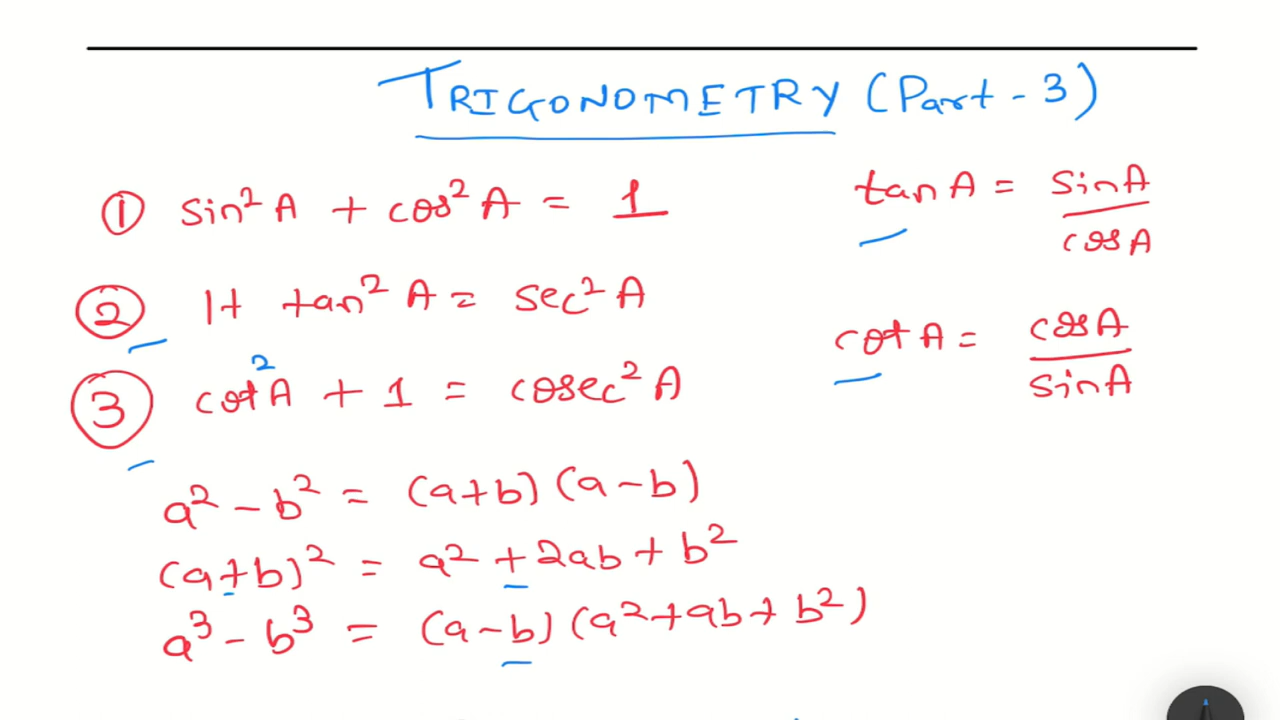 TRIGONOMETRY (Part - 3)
① sin² A + cos² A = 1
tan A = sin A / cos A
② 1+ tan² A = sec² A
cot A = cos A / sin A
③ cot² A + 1 = cosec² A
a² - b² = (a+b) (a-b)
(a+b)² = a² + 2ab + b²
a³ - b³ = (a-b) (a²+ab+b²)